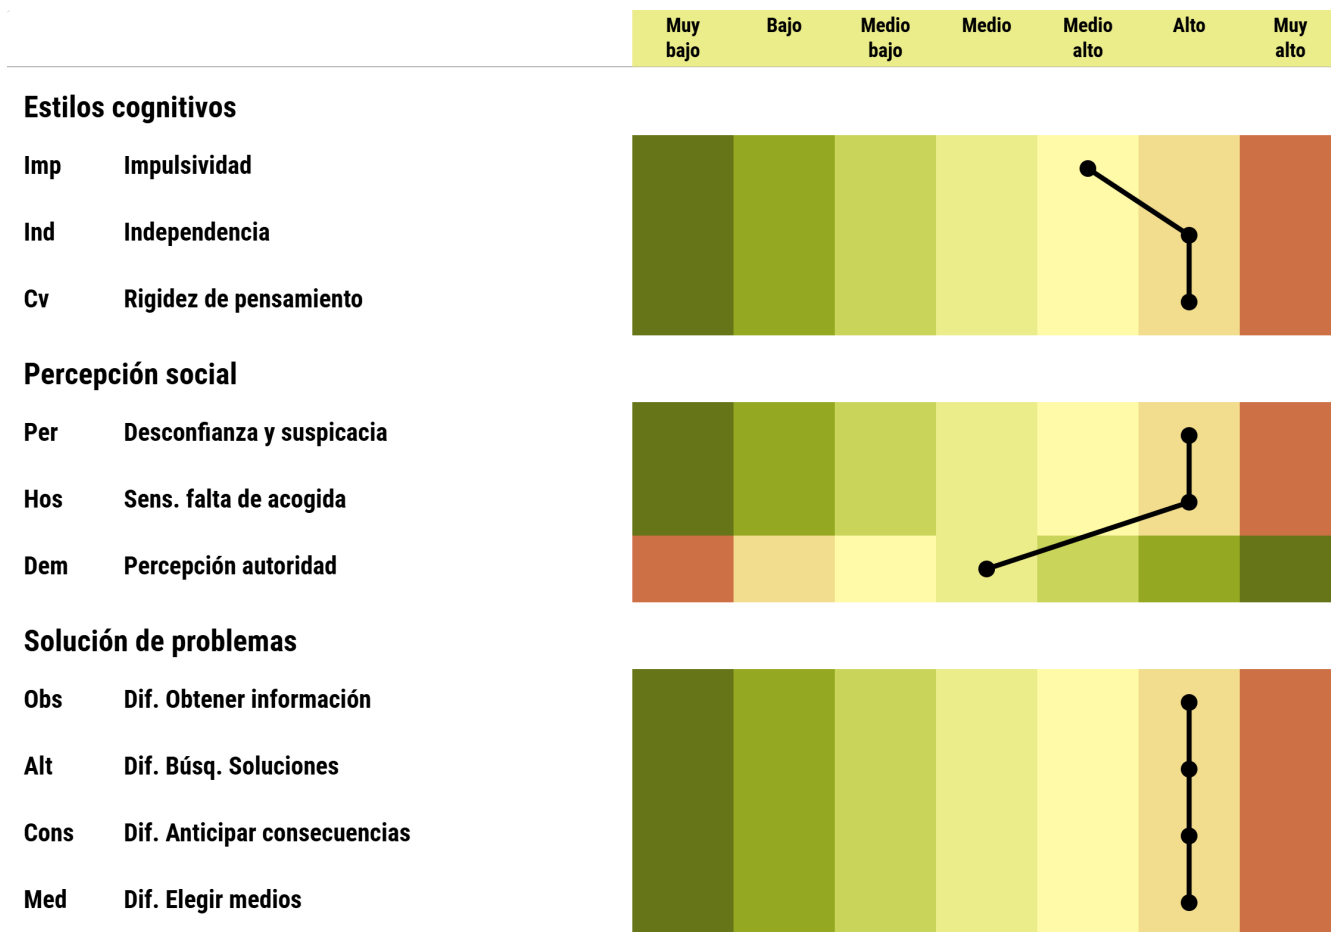 Muy bajo Bajo Medio bajo Medio Medio alto Alto Muy alto
Estilos cognitivos
Imp Impulsividad
Ind Independencia
Cv Rigidez de pensamiento
Percepción social
Per Desconfianza y suspicacia
Hos Sens. falta de acogida
Dem Percepción autoridad
Solución de problemas
Obs Dif. Obtener información
Alt Dif. Búsq. Soluciones
Cons Dif. Anticipar consecuencias
Med Dif. Elegir medios